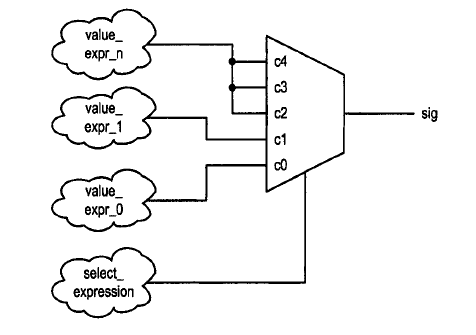 value_
expr_n
c4
c3
value_
expr_1
c2
sig
c1
c0
value_
expr_0
select_
expression